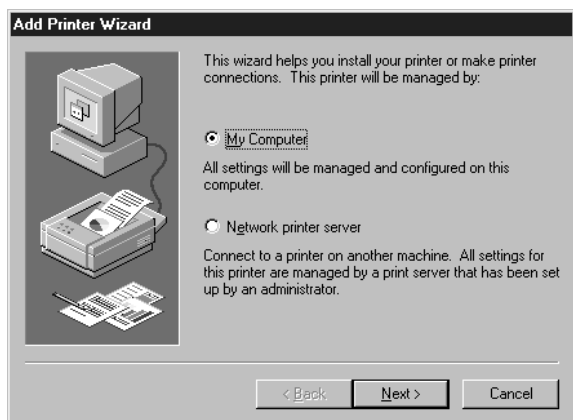 Add Printer Wizard
This wizard helps you install your printer or make printer
connections. This printer will be managed by:
My Computer
All settings will be managed and configured on this
computer.
Network printer server
Connect to a printer on another machine. All settings for
this printer are managed by a print server that has been set
up by an administrator.
< Back
Next >
Cancel